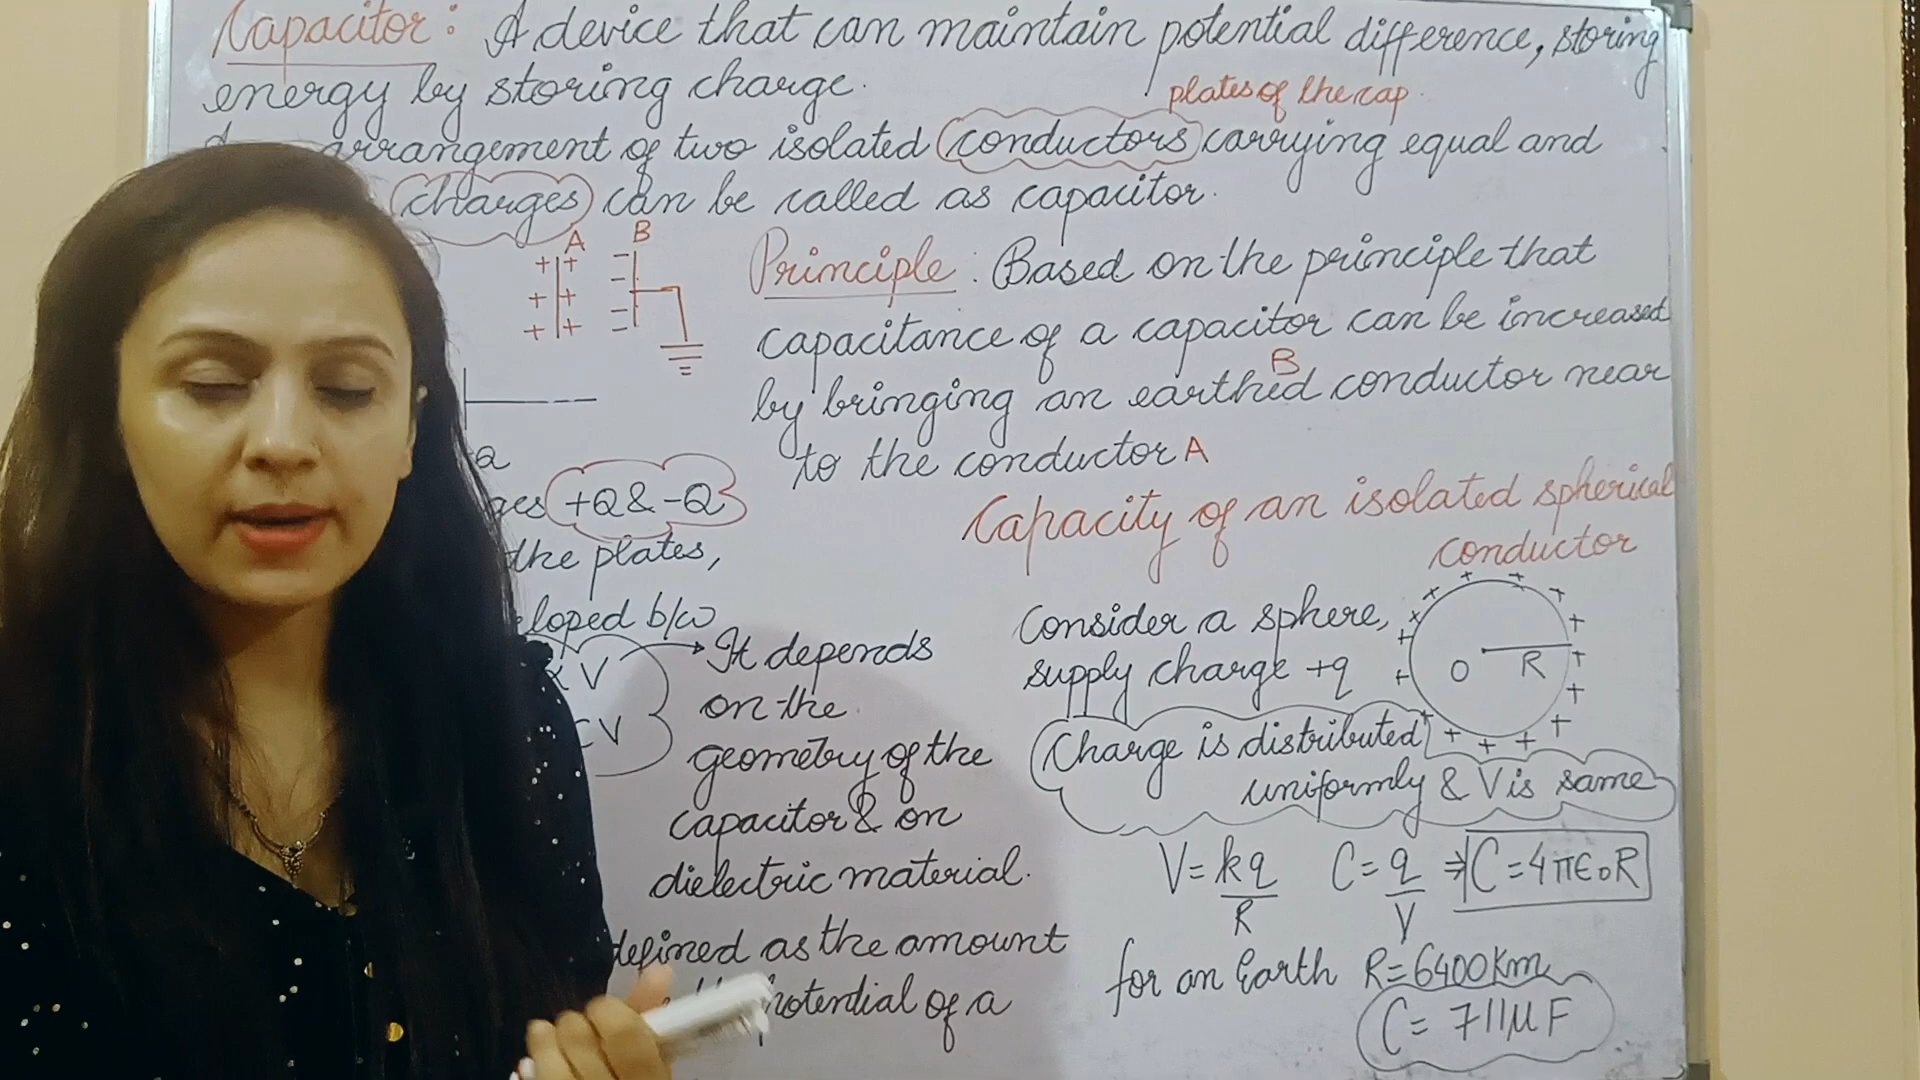 Capacitor: A device that can maintain potential difference, storing
energy by storing charge.
plates of the cap.
arrangement of two isolated conductors carrying equal and
charges can be called as capacitor.
A B
+ + -
+ + -
+ + -
Principle: Based on the principle that
capacitance of a capacitor can be increased
B
by bringing an earthed conductor near
to the conductor A
a
+Q & -Q
the plates,
b/w
V
CV
It depends
on the
geometry of the
capacitor & on
dielectric material.
defined as the amount
potential of a
Capacity of an isolated spherical
conductor
Consider a sphere,
supply charge +q
O R
Charge is distributed
uniformly & V is same
V = kq/R C = q/V ⇒ C = 4π∈₀R
for an Earth R = 6400 Km
C = 711 μF